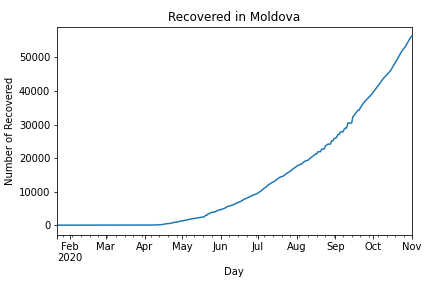 Recovered in Moldova
Number of Recovered
50000
40000
30000
20000
10000
0
Feb Mar Apr May Jun Jul Aug Sep Oct Nov
2020
Day